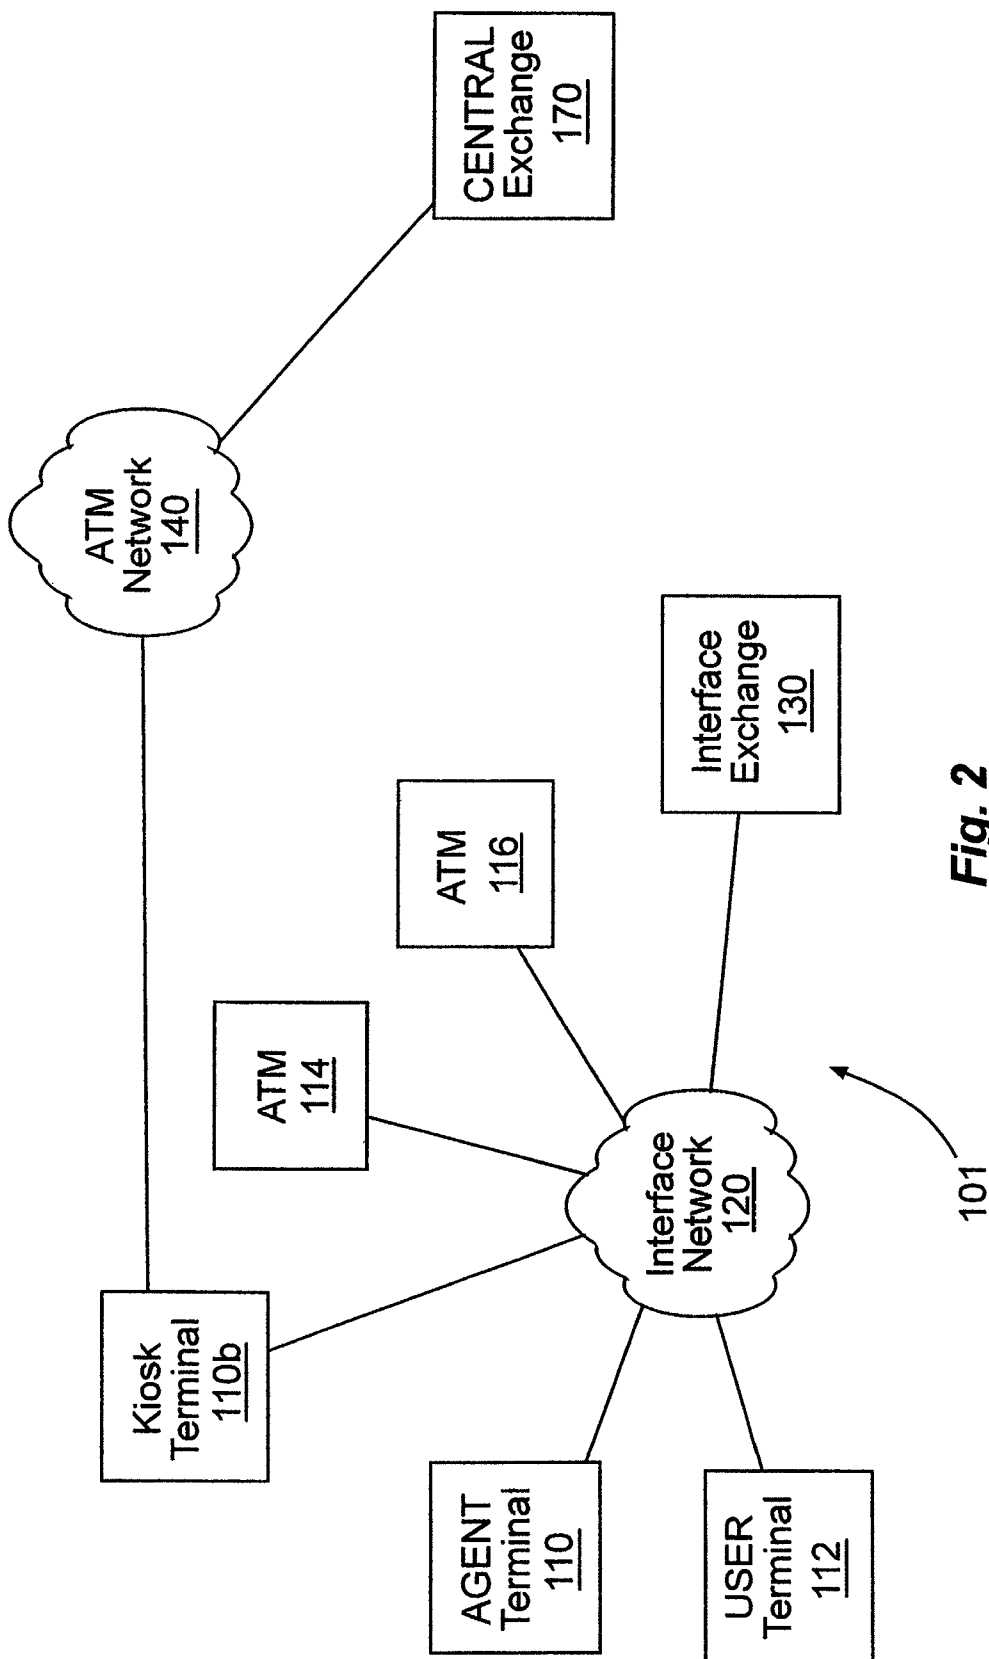 Kiosk
Terminal
110b
ATM
Network
140
CENTRAL
Exchange
170
ATM
114
ATM
116
AGENT
Terminal
110
Interface
Network
120
Interface
Exchange
130
USER
Terminal
112
101
Fig. 2